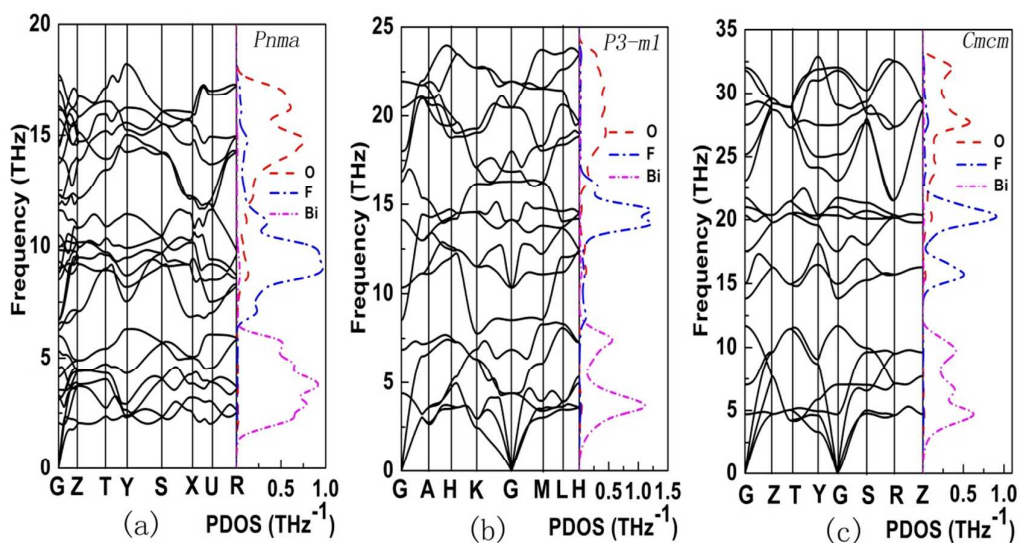 Pnma
Frequency (THz)
20
15
10
5
0
O
F
Bi
G Z T Y S X U R
0.5 1.0
PDOS (THz⁻¹)
(a)
P3-m1
Frequency (THz)
25
20
15
10
5
0
O
F
Bi
G A H K G M L H
0.5 1.0 1.5
PDOS (THz⁻¹)
(b)
Cmcm
Frequency (THz)
35
30
25
20
15
10
5
0
O
F
Bi
G Z T Y G S R Z
0.5 1.0
PDOS (THz⁻¹)
(c)